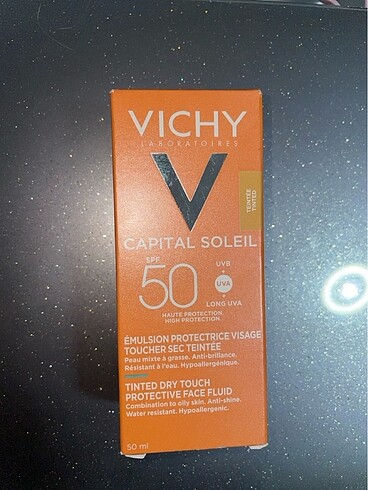 VICHY
LABORATOIRES
V
TEINTÉE
TINTED
CAPITAL SOLEIL
SPF
50
UVB
+
UVA
+
LONG UVA
HAUTE PROTECTION.
HIGH PROTECTION.
ÉMULSION PROTECTRICE VISAGE
TOUCHER SEC TEINTÉE
Peau mixte à grasse. Anti-brillance.
Résistant à l'eau. Hypoallergénique.
TINTED DRY TOUCH
PROTECTIVE FACE FLUID
Combination to oily skin. Anti-shine.
Water resistant. Hypoallergenic.
50 ml